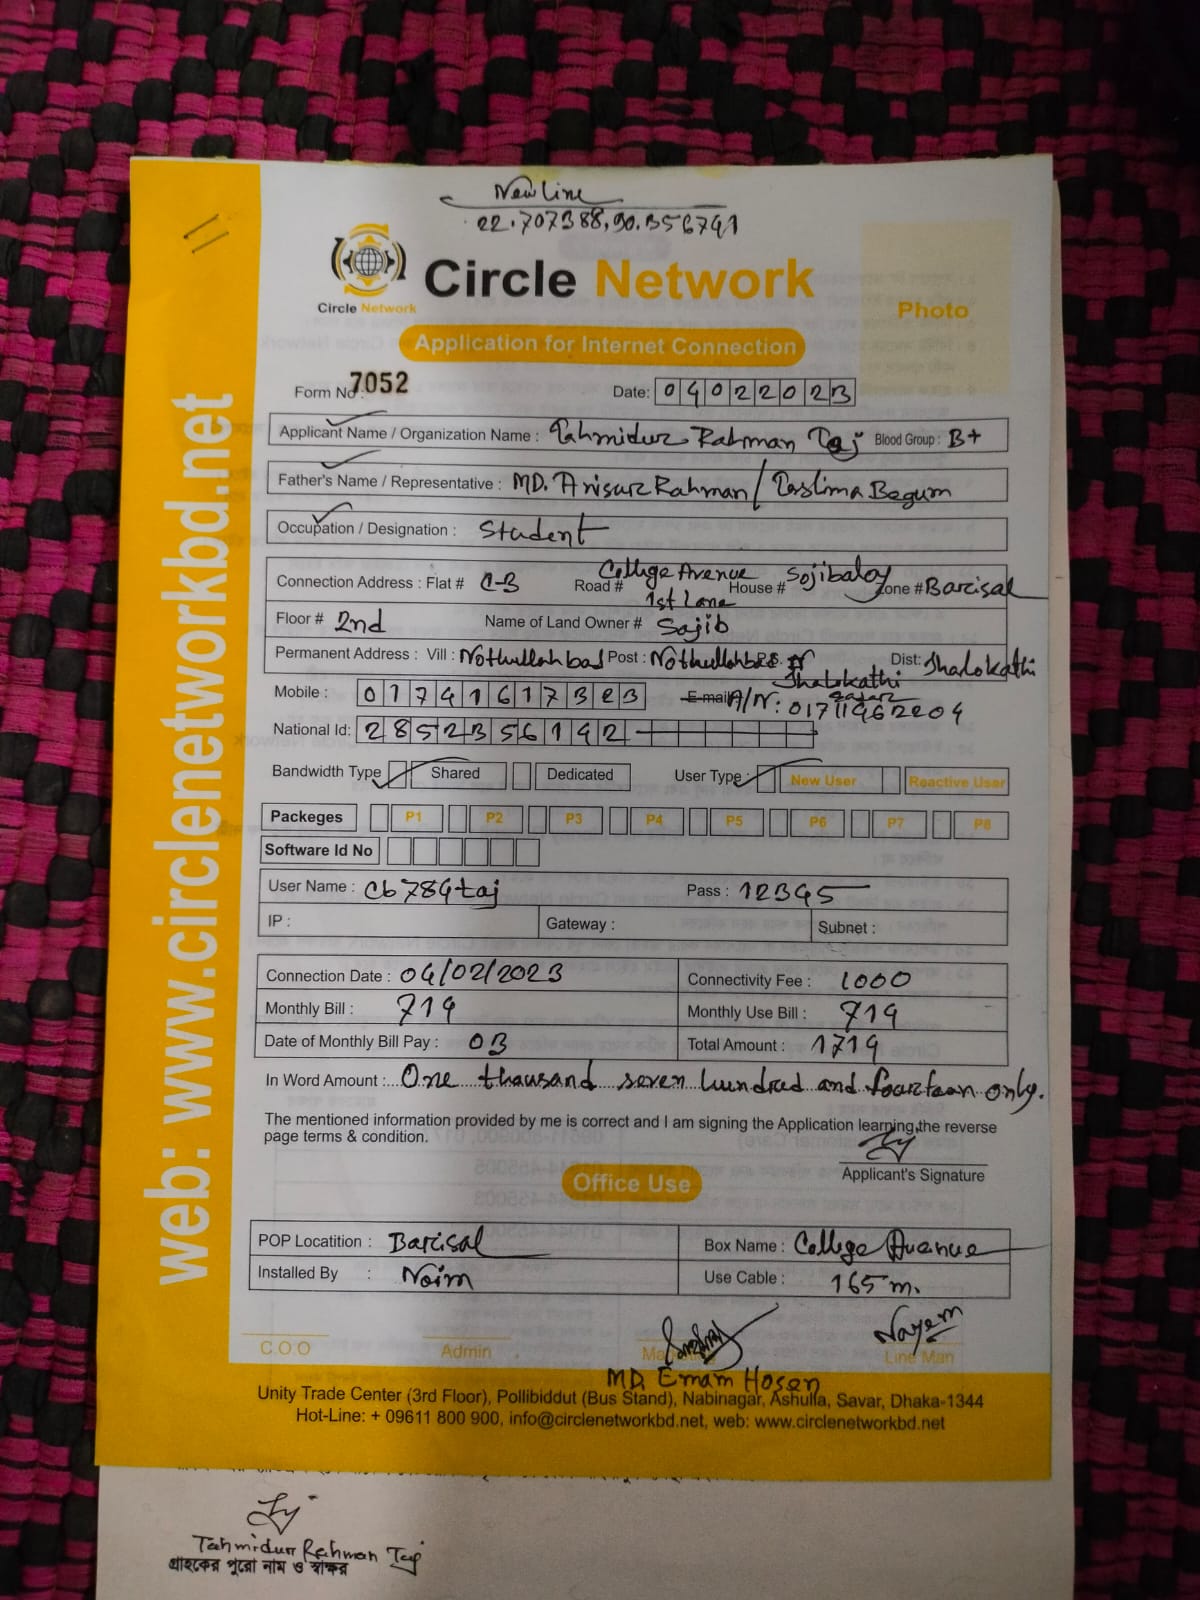 New Line
22.707388,90.356741
Circle Network
Circle Network
Photo
Application for Internet Connection
Form No: 7052
Date: 04022023
Applicant Name / Organization Name : Tahmidur Rahman Taj Blood Group : B+
Father's Name / Representative : MD. Anisur Rahman / Taslima Begum
Occupation / Designation : Student
Connection Address : Flat # C-3 Road # College Avenue 1st Lane House # Sojibaloy Zone # Barisal
Floor # 2nd Name of Land Owner # Sajib
Permanent Address : Vill : Nothullahbad Post : Nothullahbad P.S. Jhalokathi Dist: Jhalokathi
Mobile : 01741617323 E-mail A/N: 01711962204
National Id: 2852356192
Bandwidth Type Shared Dedicated User Type : New User Reactive User
Packeges P1 P2 P3 P4 P5 P6 P7 P8
Software Id No
User Name : Cb784taj Pass : 12345
IP : Gateway : Subnet :
Connection Date : 04/02/2023 Connectivity Fee : 1000
Monthly Bill : 719 Monthly Use Bill : 719
Date of Monthly Bill Pay : 03 Total Amount : 1719
In Word Amount : One thausand seven hundred and fourteen only.
The mentioned information provided by me is correct and I am signing the Application learning,the reverse
page terms & condition.
Applicant's Signature
Office Use
POP Locatition : Barisal Box Name : College Avenue
Installed By : Noim Use Cable : 165 m.
Nayem
C.O.O Admin Line Man
MD. Emam Hosen
Unity Trade Center (3rd Floor), Pollibiddut (Bus Stand), Nabinagar, Ashulia, Savar, Dhaka-1344
Hot-Line: + 09611 800 900, info@circlenetworkbd.net, web: www.circlenetworkbd.net
web: www.circlenetworkbd.net
Tahmidur Rahman Taj
গ্রাহকের পুরো নাম ও স্বাক্ষর